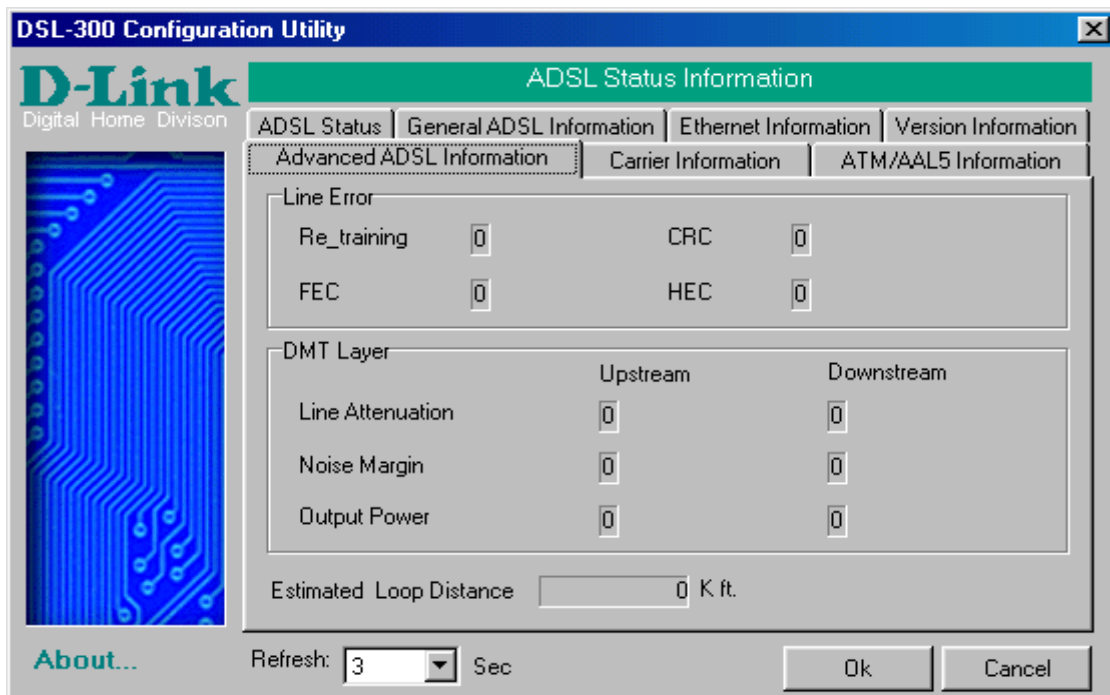 DSL-300 Configuration Utility
D-Link
Digital Home Divison
ADSL Status Information
ADSL Status General ADSL Information Ethernet Information Version Information
Advanced ADSL Information Carrier Information ATM/AAL5 Information
Line Error
Re_training 0 CRC 0
FEC 0 HEC 0
DMT Layer
Upstream Downstream
Line Attenuation 0 0
Noise Margin 0 0
Output Power 0 0
Estimated Loop Distance 0 K ft.
About... Refresh: 3 Sec Ok Cancel